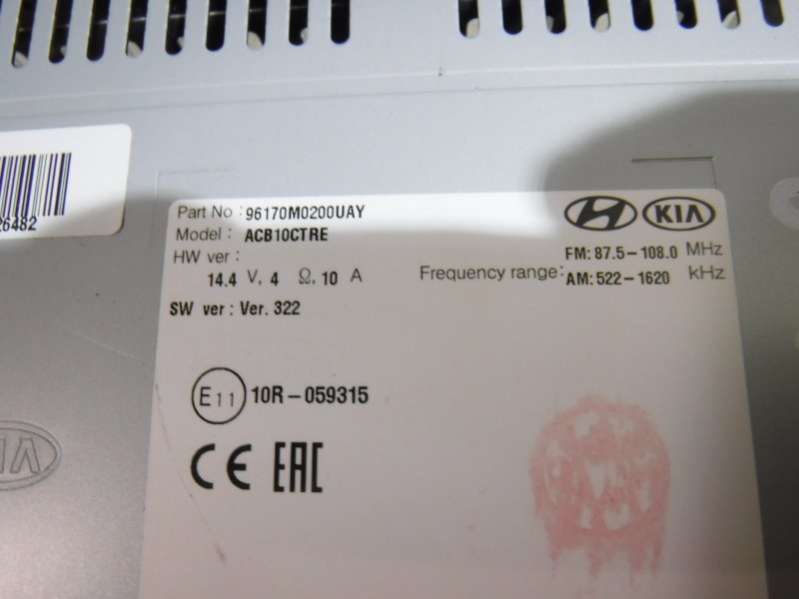 26482
Part No : 96170M0200UAY
Model : ACB10CTRE
HW ver :
14.4 V, 4 Ω, 10 A
SW ver : Ver. 322
KIA
FM: 87.5-108.0 MHz
Frequency range: AM: 522-1620 kHz
E11 10R-059315
CE EAC
KIA